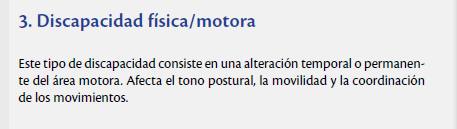 3. Discapacidad física/motora
Este tipo de discapacidad consiste en una alteración temporal o permanen-
te del área motora. Afecta el tono postural, la movilidad y la coordinación
de los movimientos.